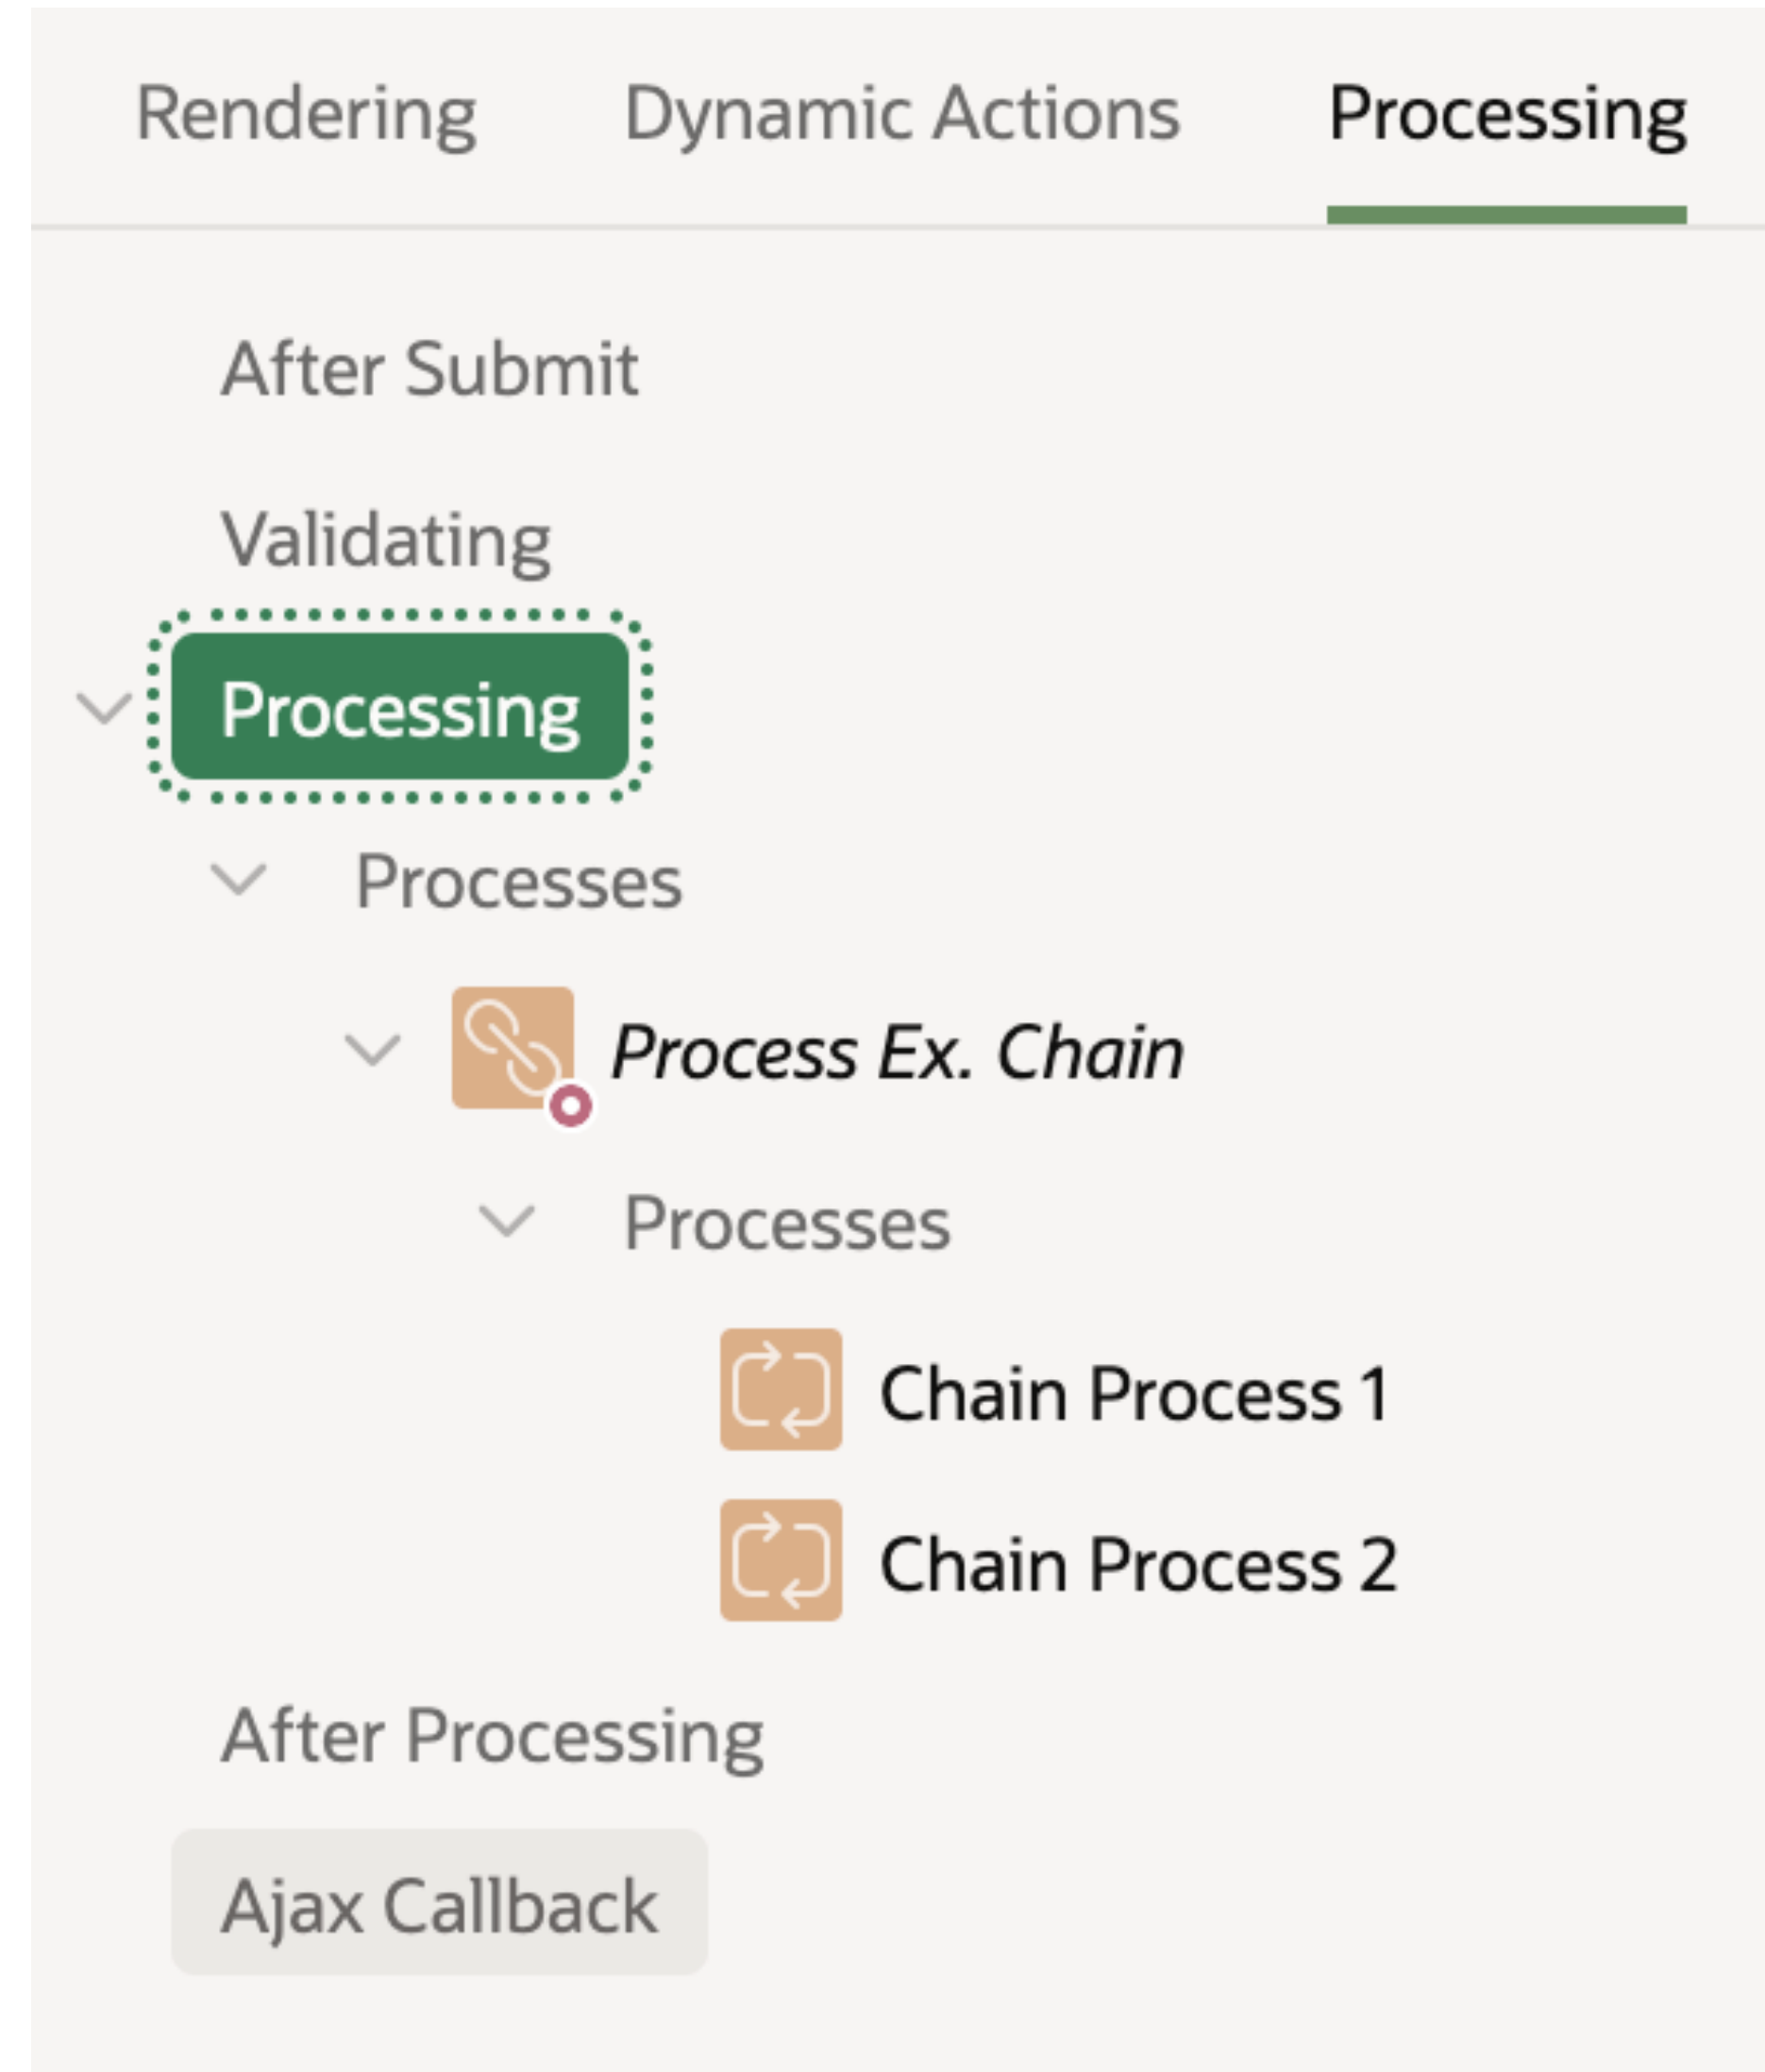 Rendering Dynamic Actions Processing
After Submit
Validating
Processing
Processes
Process Ex. Chain
Processes
Chain Process 1
Chain Process 2
After Processing
Ajax Callback